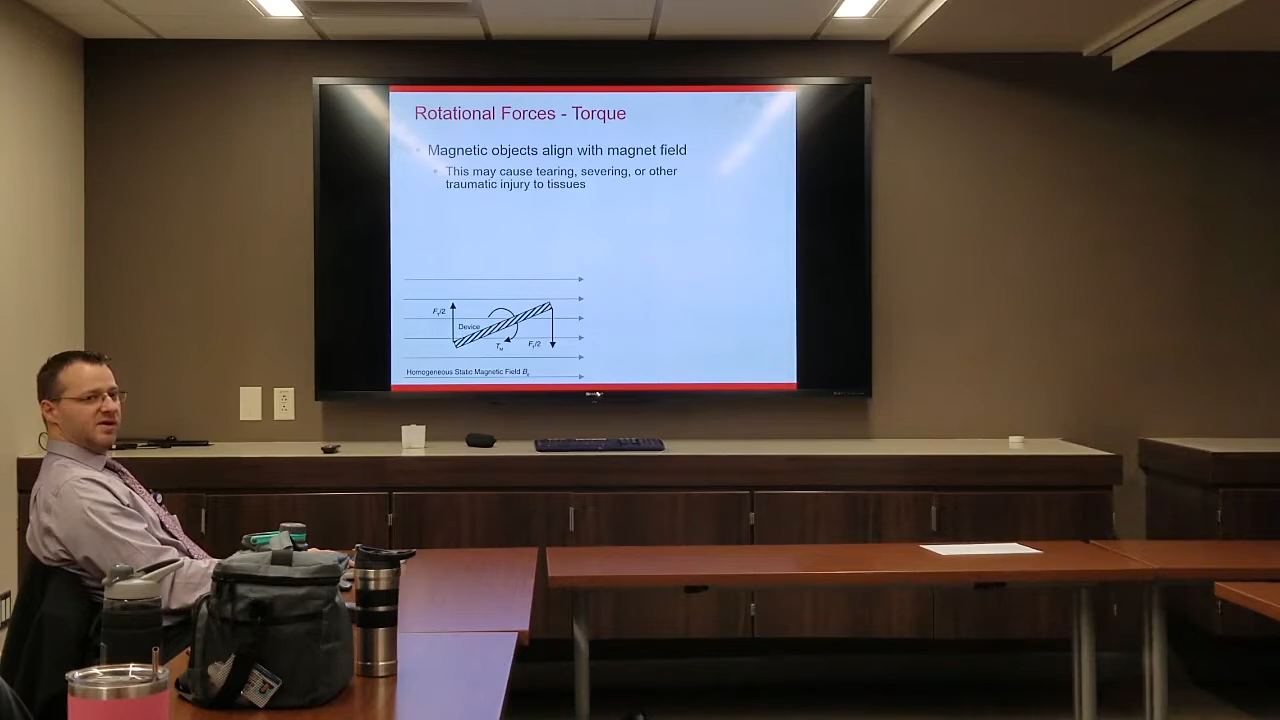 Rotational Forces - Torque
• Magnetic objects align with magnet field
• This may cause tearing, severing, or other
traumatic injury to tissues
Device
Homogeneous Static Magnetic Field